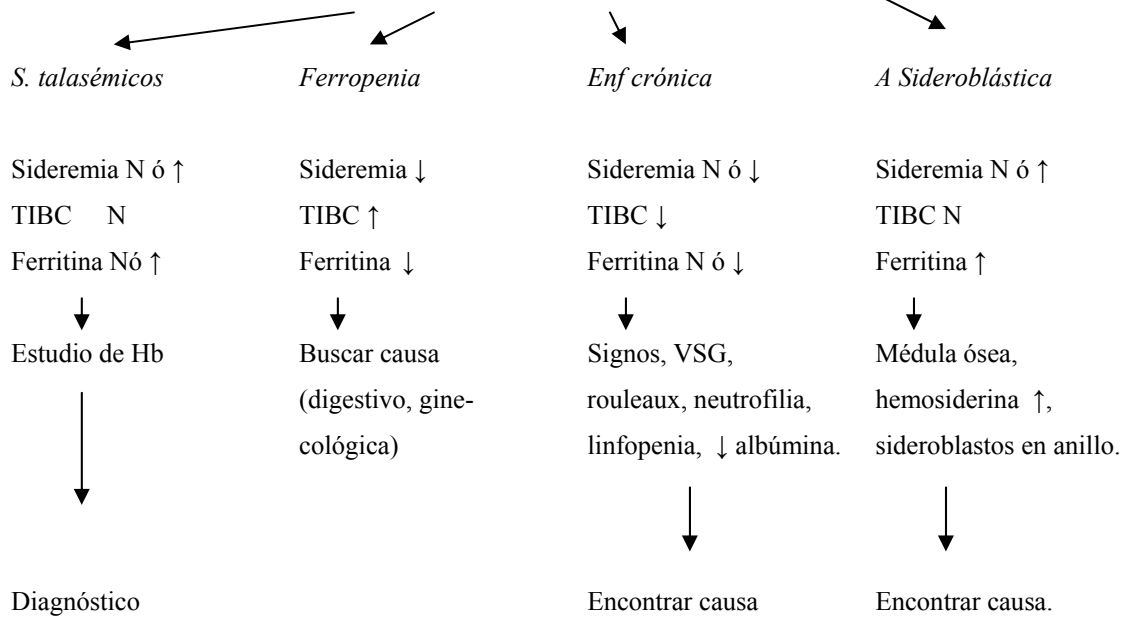 S. talasémicos
Ferropenia
Enf crónica
A Sideroblástica
Sideremia N ó ↑
Sideremia ↓
Sideremia N ó ↓
Sideremia N ó ↑
TIBC N
TIBC ↑
TIBC ↓
TIBC N
Ferritina Nó ↑
Ferritina ↓
Ferritina N ó ↓
Ferritina ↑
Estudio de Hb
Buscar causa
(digestivo, gine-
cológica)
Signos, VSG,
rouleaux, neutrofilia,
linfopenia, ↓ albúmina.
Médula ósea,
hemosiderina ↑,
sideroblastos en anillo.
Diagnóstico
Encontrar causa
Encontrar causa.